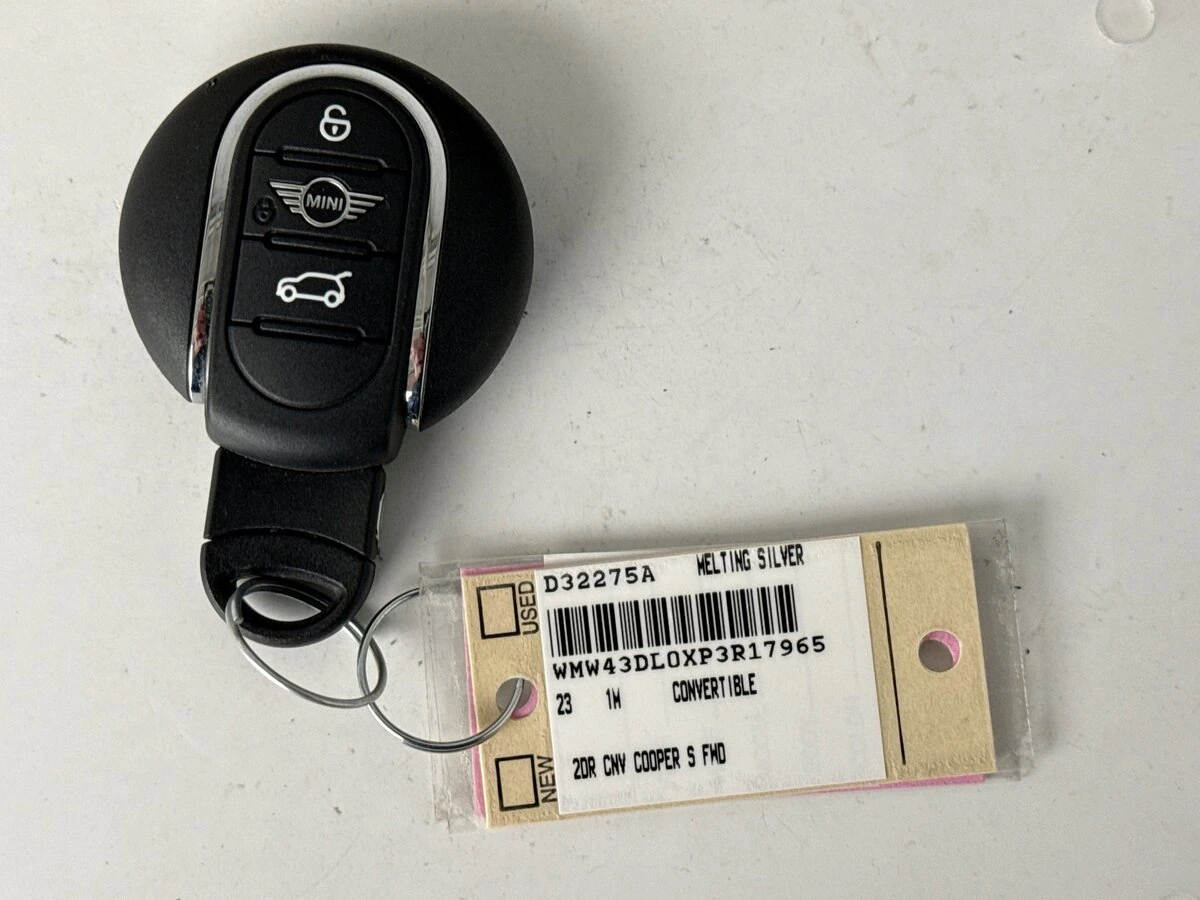 MINI
D32275A MELTING SILVER
USED
WMW43DL0XP3R17965
23 1M CONVERTIBLE
2DR CNV COOPER S FWD
NEW